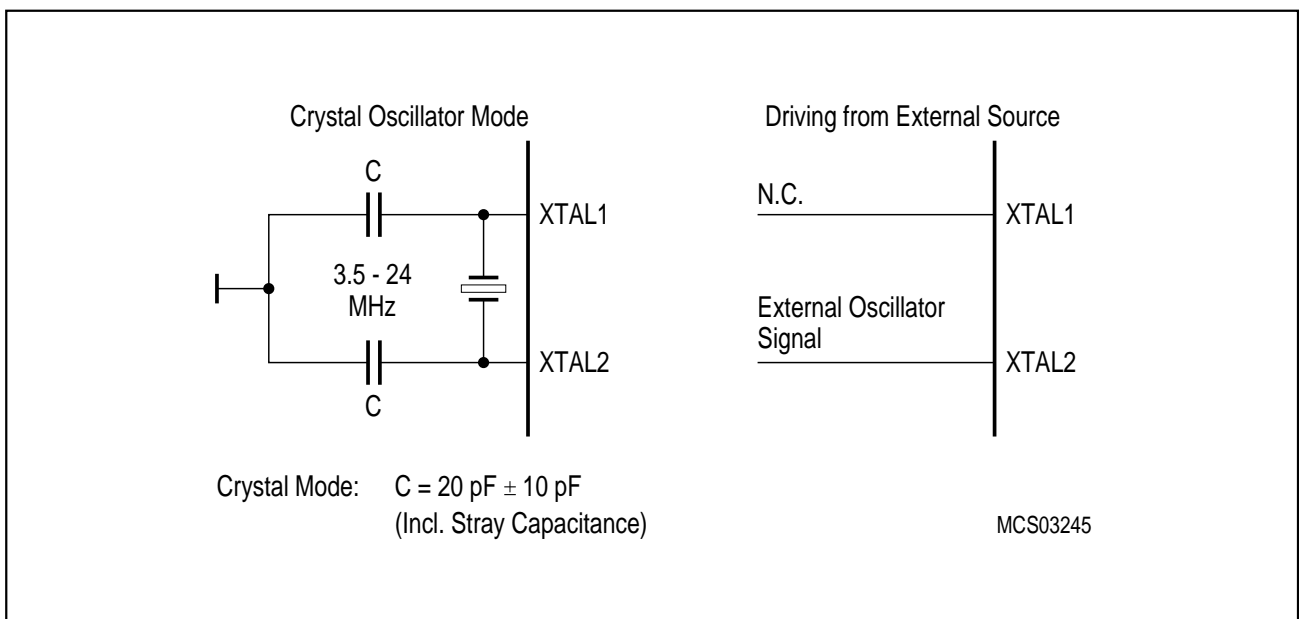 Crystal Oscillator Mode
C
XTAL1
3.5 - 24
MHz
XTAL2
C
Crystal Mode: C = 20 pF ± 10 pF
(Incl. Stray Capacitance)
Driving from External Source
N.C.
XTAL1
External Oscillator
Signal
XTAL2
MCS03245